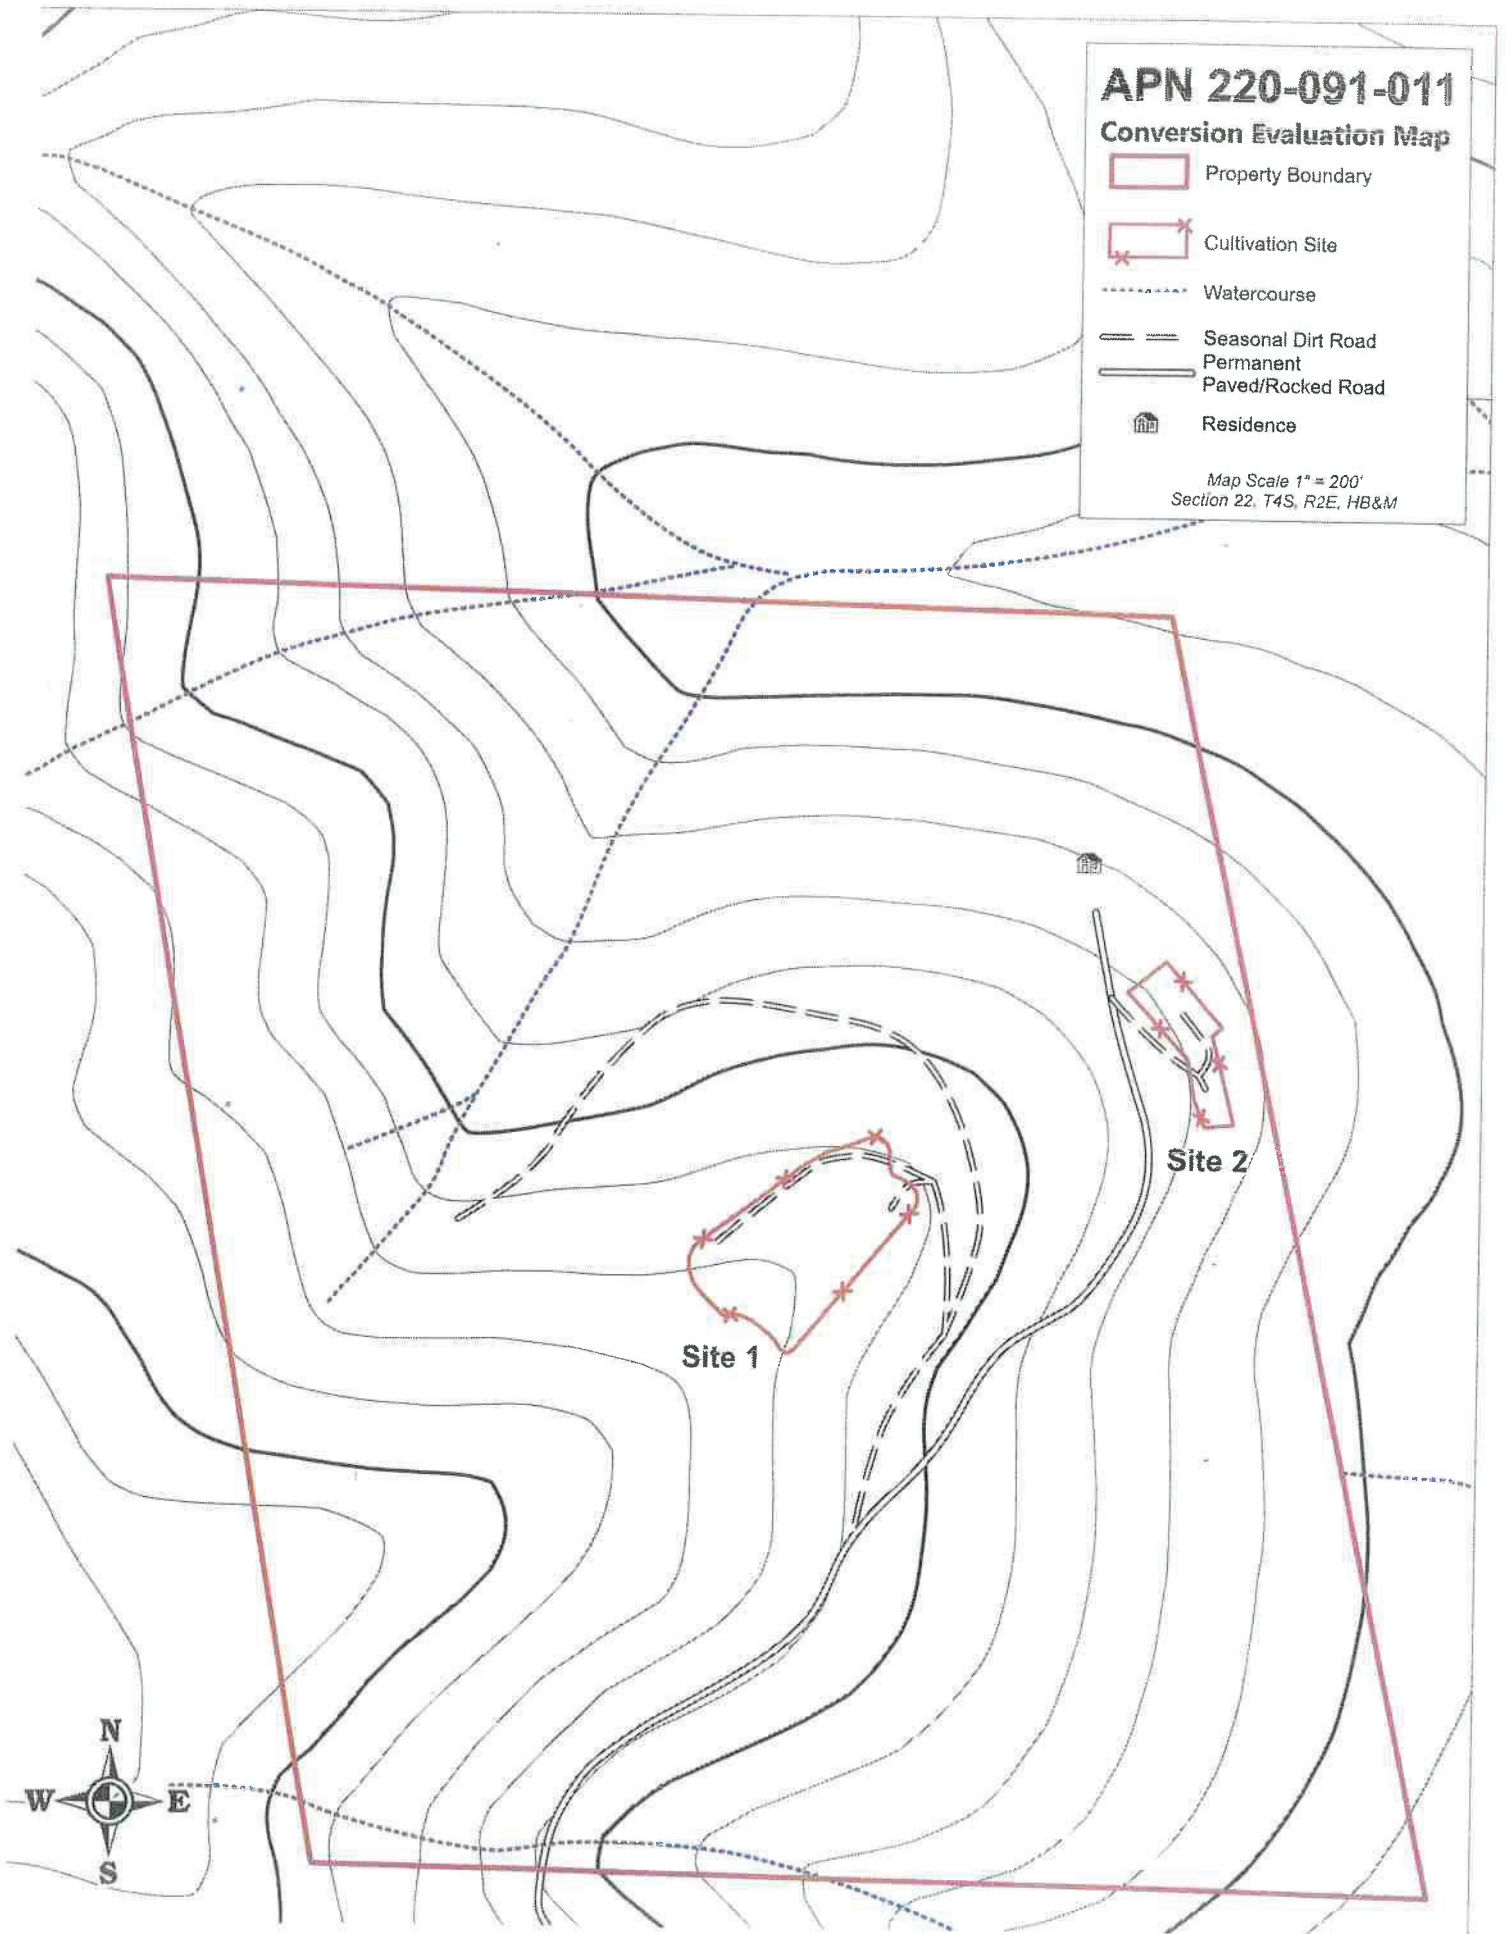 APN 220-091-011
Conversion Evaluation Map
Property Boundary
Cultivation Site
Watercourse
Seasonal Dirt Road
Permanent
Paved/Rocked Road
Residence
Map Scale 1" = 200'
Section 22, T4S, R2E, HB&M
Site 2
Site 1
N
W E
S